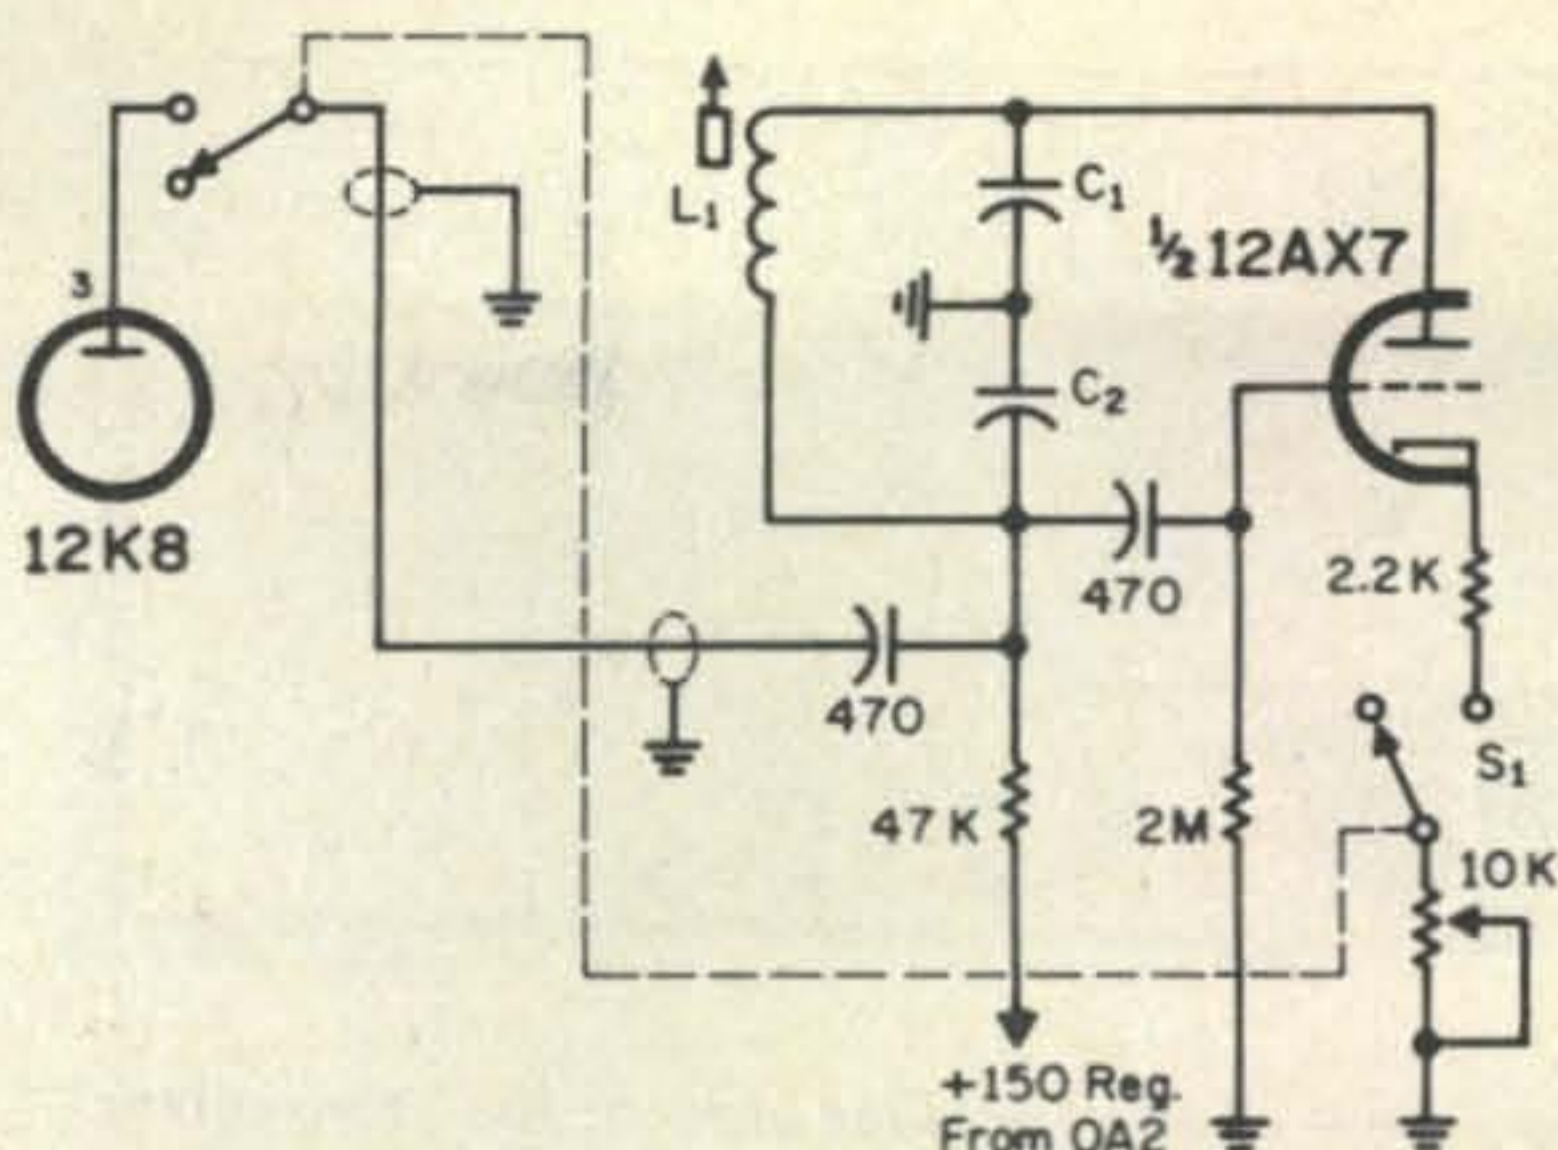 L1
C1
½12AX7
3
C2
12K8
470
2.2K
470
S1
47K
2M
10K
+150 Reg.
From OA2